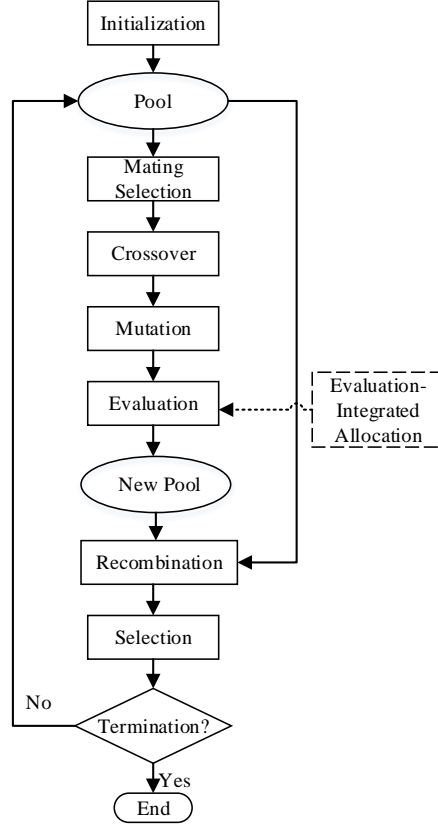 Initialization
Pool
Mating
Selection
Crossover
Mutation
Evaluation
Evaluation-
Integrated
Allocation
New Pool
Recombination
Selection
No
Termination?
Yes
End